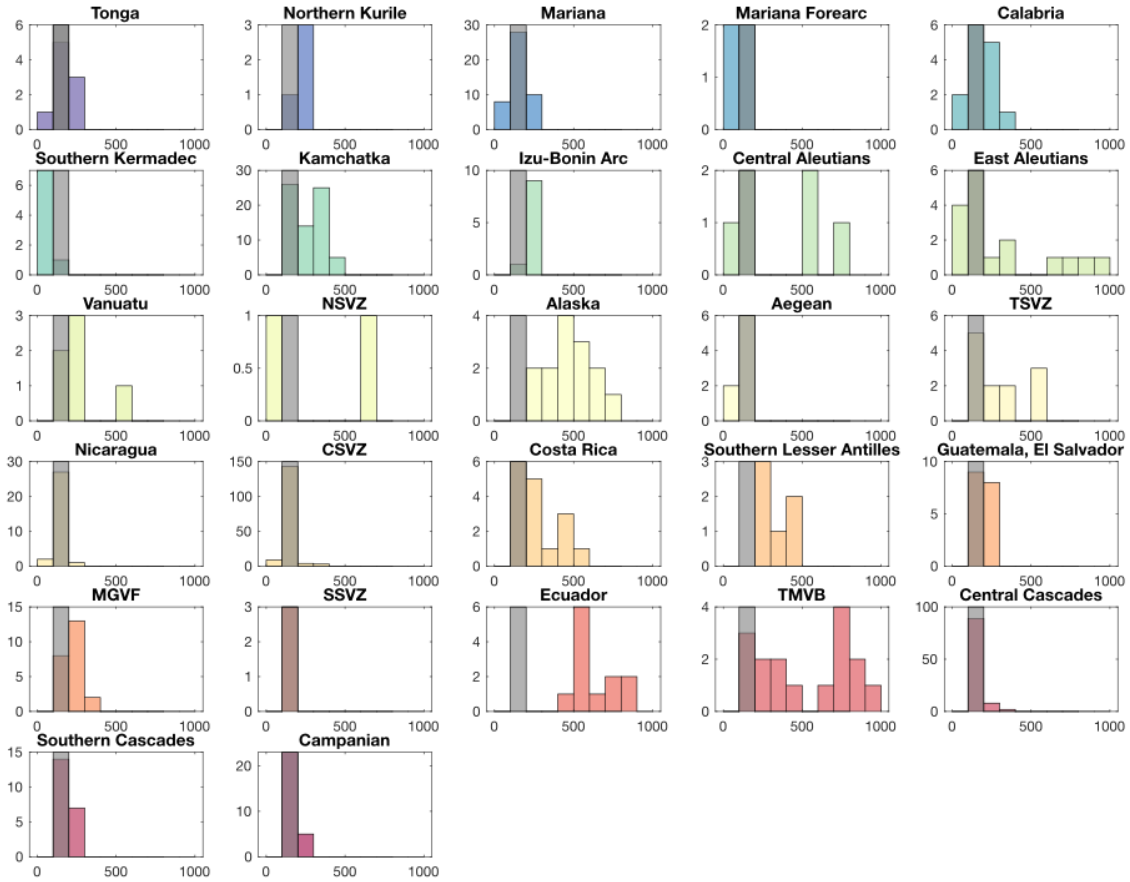 Tonga Northern Kurile Mariana Mariana Forearc Calabria
6 3 30 2 6
4 2 20 4
2 1 10 1 2
0 0 0 0 0
0 500 1000 0 500 1000 0 500 1000 0 500 1000 0 500 1000
Southern Kermadec Kamchatka Izu-Bonin Arc Central Aleutians East Aleutians
6 30 10 2 6
4 20 5 1 4
2 10 2
0 0 0 0 0
0 500 1000 0 500 1000 0 500 1000 0 500 1000 0 500 1000
Vanuatu NSVZ Alaska Aegean TSVZ
3 1 4 6 6
2 0.5 2 4 4
1 2 2
0 0 0 0 0
0 500 1000 0 500 1000 0 500 1000 0 500 1000 0 500 1000
Nicaragua CSVZ Costa Rica Southern Lesser Antilles Guatemala, El Salvador
30 150 6 3 10
20 100 4 2 5
10 50 2 1
0 0 0 0 0
0 500 1000 0 500 1000 0 500 1000 0 500 1000 0 500 1000
MGVF SSVZ Ecuador TMVB Central Cascades
15 3 6 4 100
10 2 4 2 50
5 1 2
0 0 0 0 0
0 500 1000 0 500 1000 0 500 1000 0 500 1000 0 500 1000
Southern Cascades Campanian
15 20
10 10
5
0 0
0 500 1000 0 500 1000